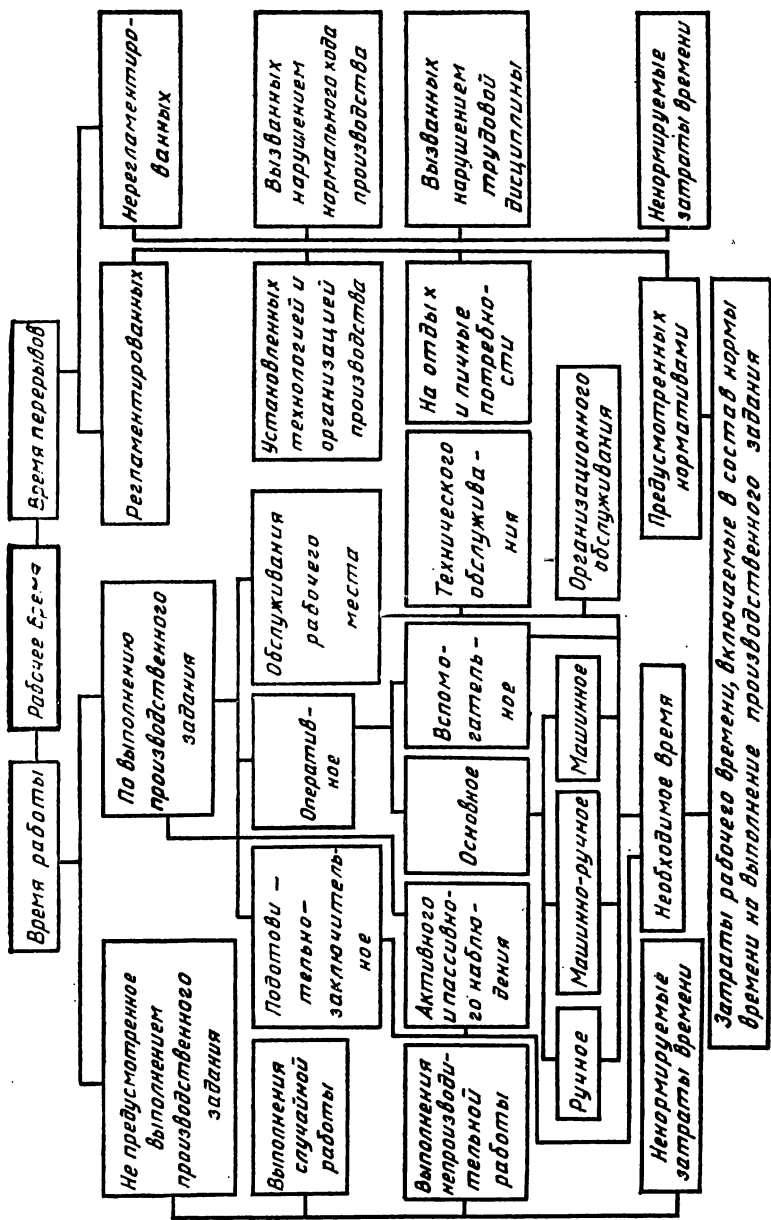 Рабочее время
Время работы
Время перерывов
Не предусмотренное
выполнением
производственного
задания
По выполнению
производственного
задания
Регламентированных
Нерегламентиро-
ванных
Выполнения
случайной
работы
Подотови-
тельно-
заключитель-
ное
Оператив-
ное
Обслуживания
рабочего
места
Установленных
технологией и
организацией
производства
Вызванных
нарушением
нормального хода
производства
Выполнения
непроизводи-
тельной
работы
Активного
и пассивно-
го наблю-
дения
Основное
Вспомо-
гатель-
ное
Технического
обслужива-
ния
На отдых
и личные
потребно-
сти
Вызванных
нарушением
трудовой
дисциплины
Ручное
Машинно-ручное
Машинное
Организационного
обслуживания
Ненормируемые
затраты времени
Необходимое время
Предусмотренных
нормативами
Ненормируемые
затраты времени
Затраты рабочего времени, включаемые в состав нормы
времени на выполнение производственного задания